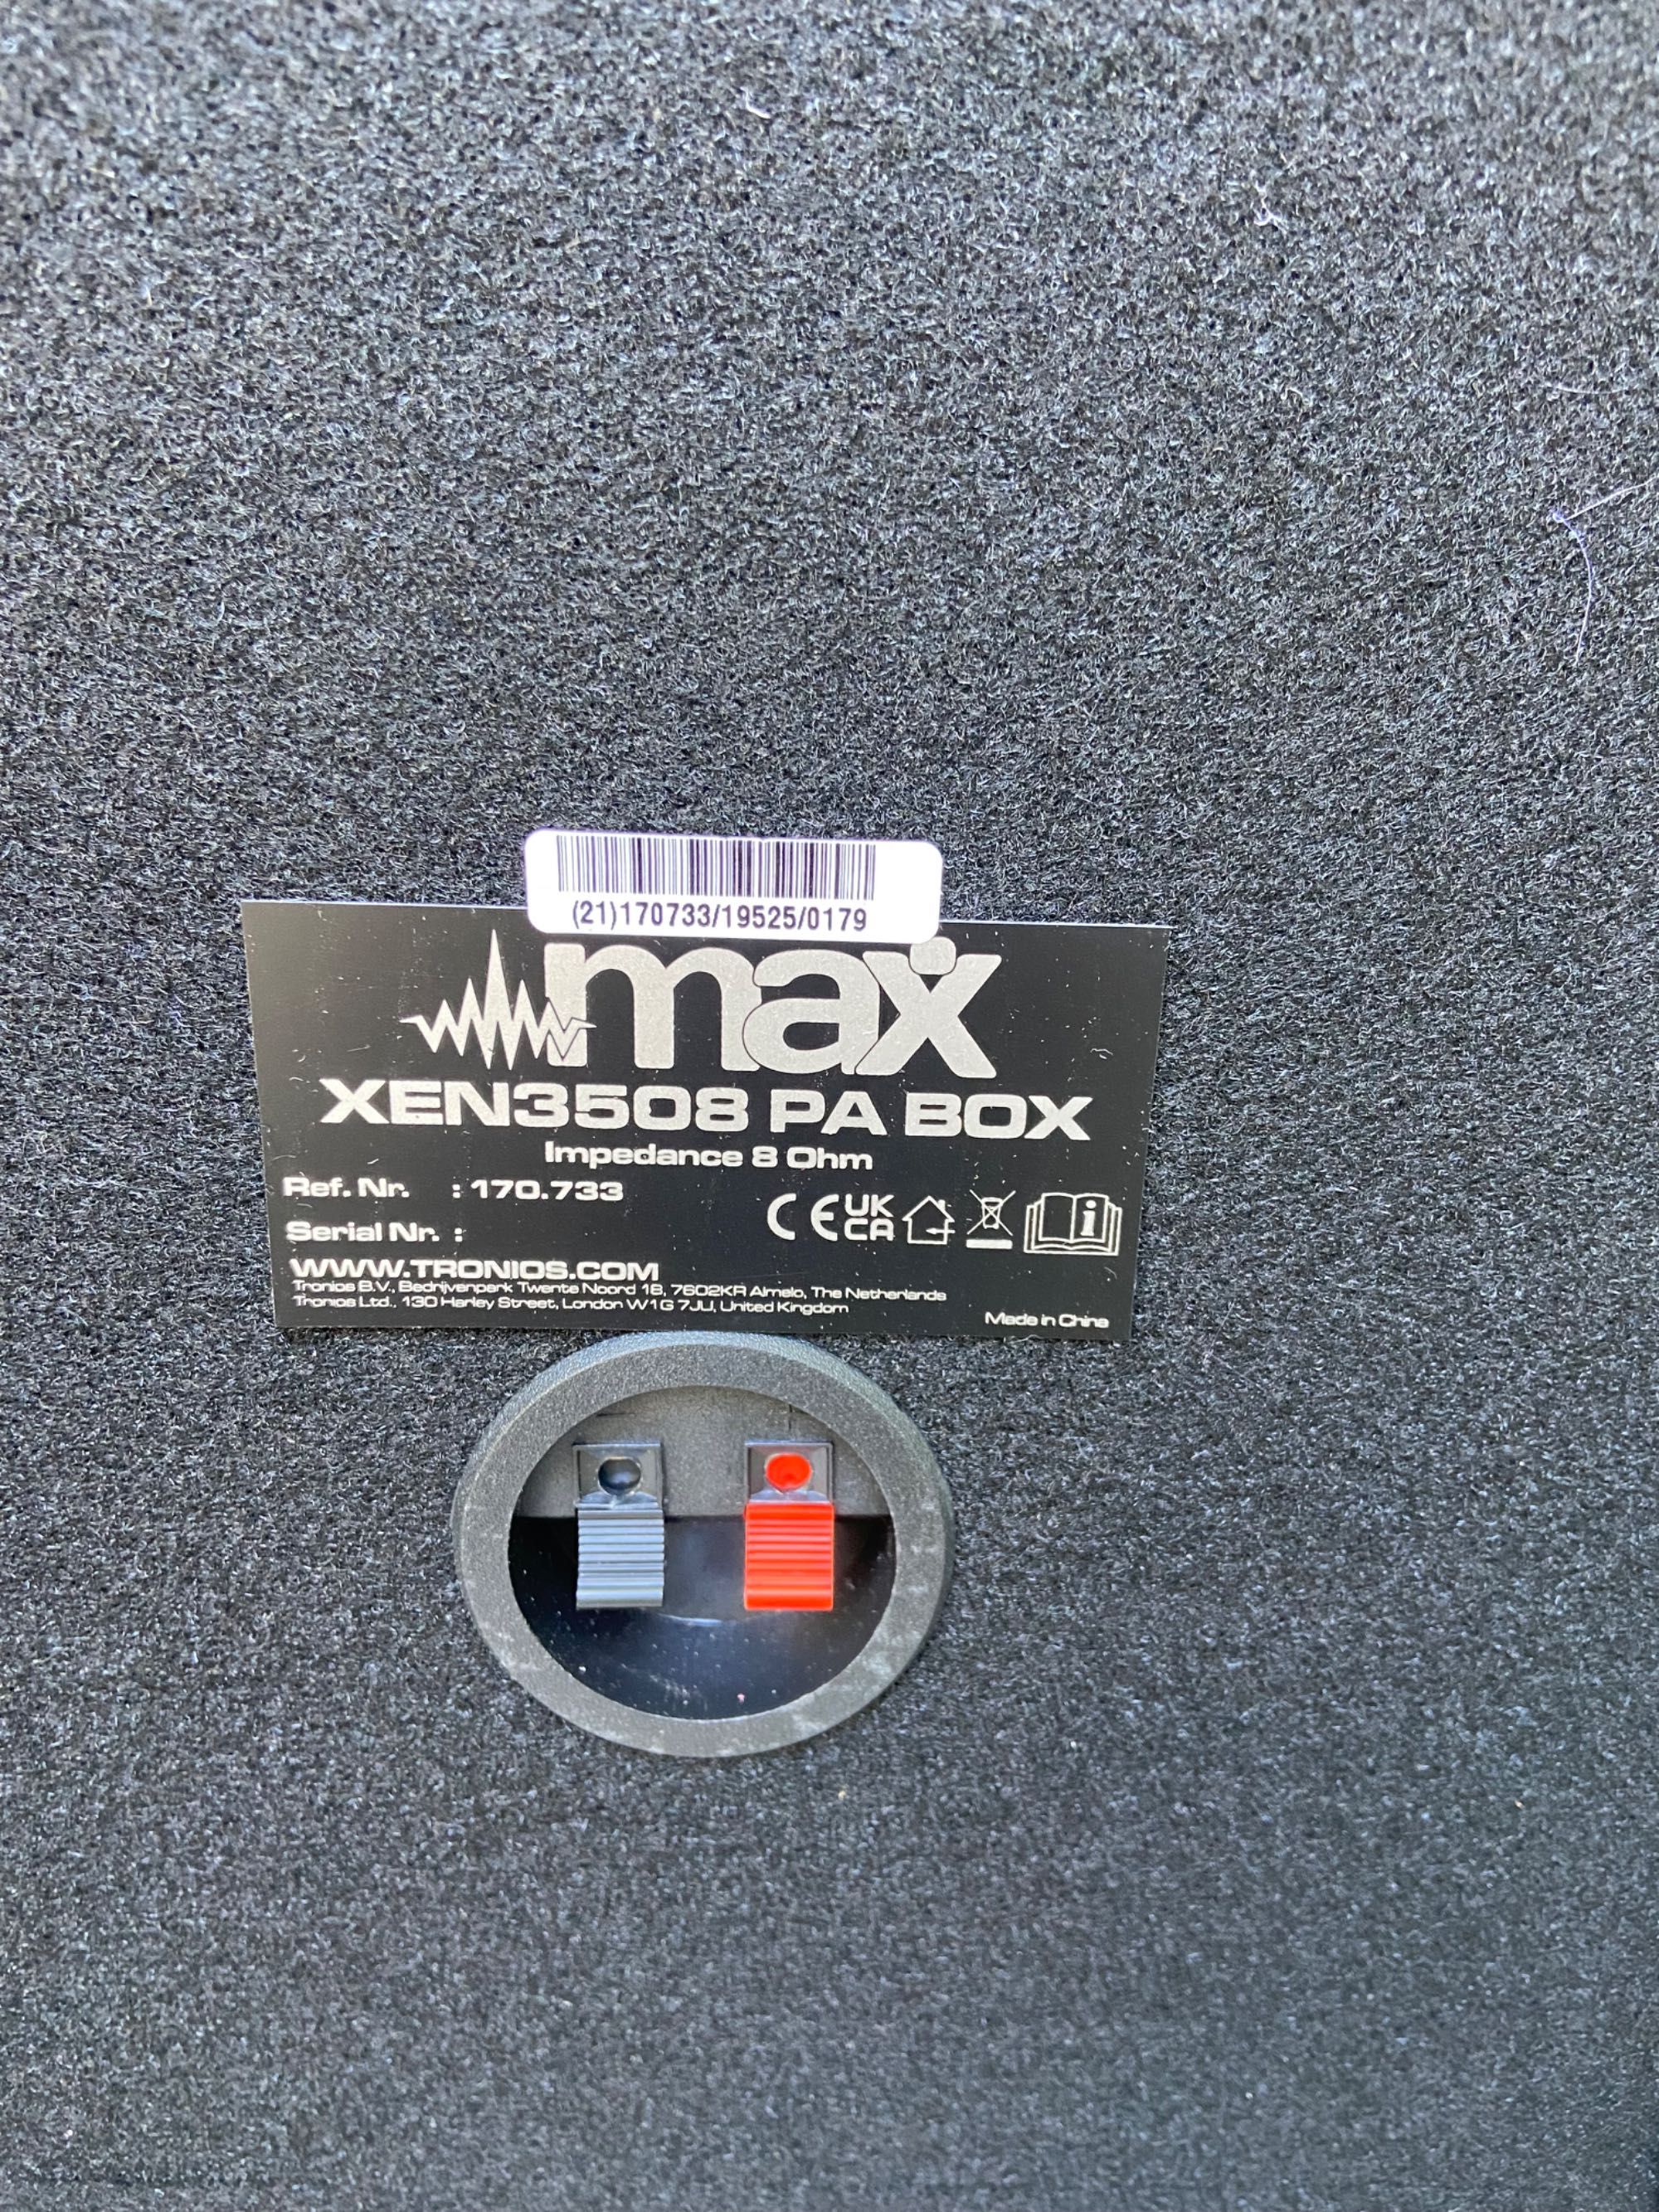 (21)170733/19525/0179
max
XEN3508 PA BOX
Impedance 8 Ohm
Ref. Nr. : 170.733
CE UK CA i
Serial Nr. :
WWW.TRONIOS.COM
Tronios B.V., Bedrijvenpark Twente Noord 18, 7602KR Almelo, The Netherlands
Tronios Ltd., 130 Harley Street, London W1G 7JU, United Kingdom
Made in China